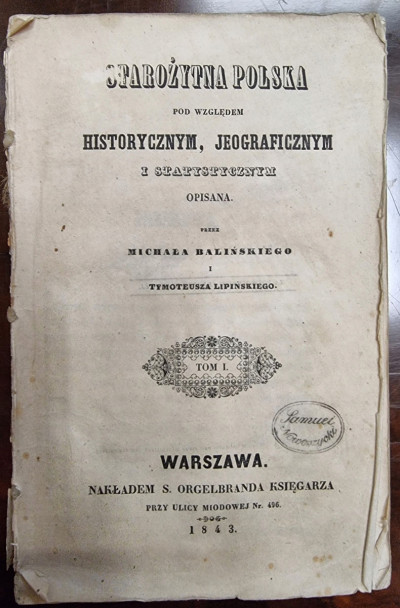 STAROŻYTNA POLSKA
POD WZGLĘDEM
HISTORYCZNYM, JEOGRAFICZNYM
I STATYSTYCZNYM
OPISANA.
PRZEZ
MICHAŁA BALIŃSKIEGO
I
TYMOTEUSZA LIPIŃSKIEGO.
TOM I.
Samuel
WARSZAWA.
NAKŁADEM S. ORGELBRANDA KSIĘGARZA
PRZY ULICY MIODOWEJ Nr. 496.
1843.